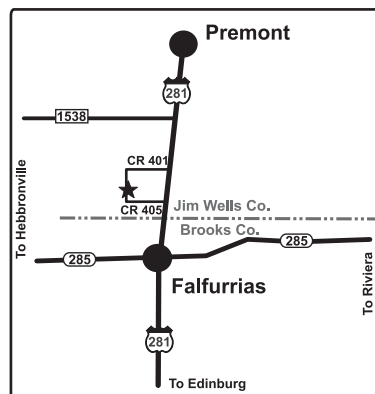 Premont
281
1538
CR 401
CR 405
To Hebbronville
Jim Wells Co.
Brooks Co.
285
285
Falfurrias
To Riviera
281
To Edinburg